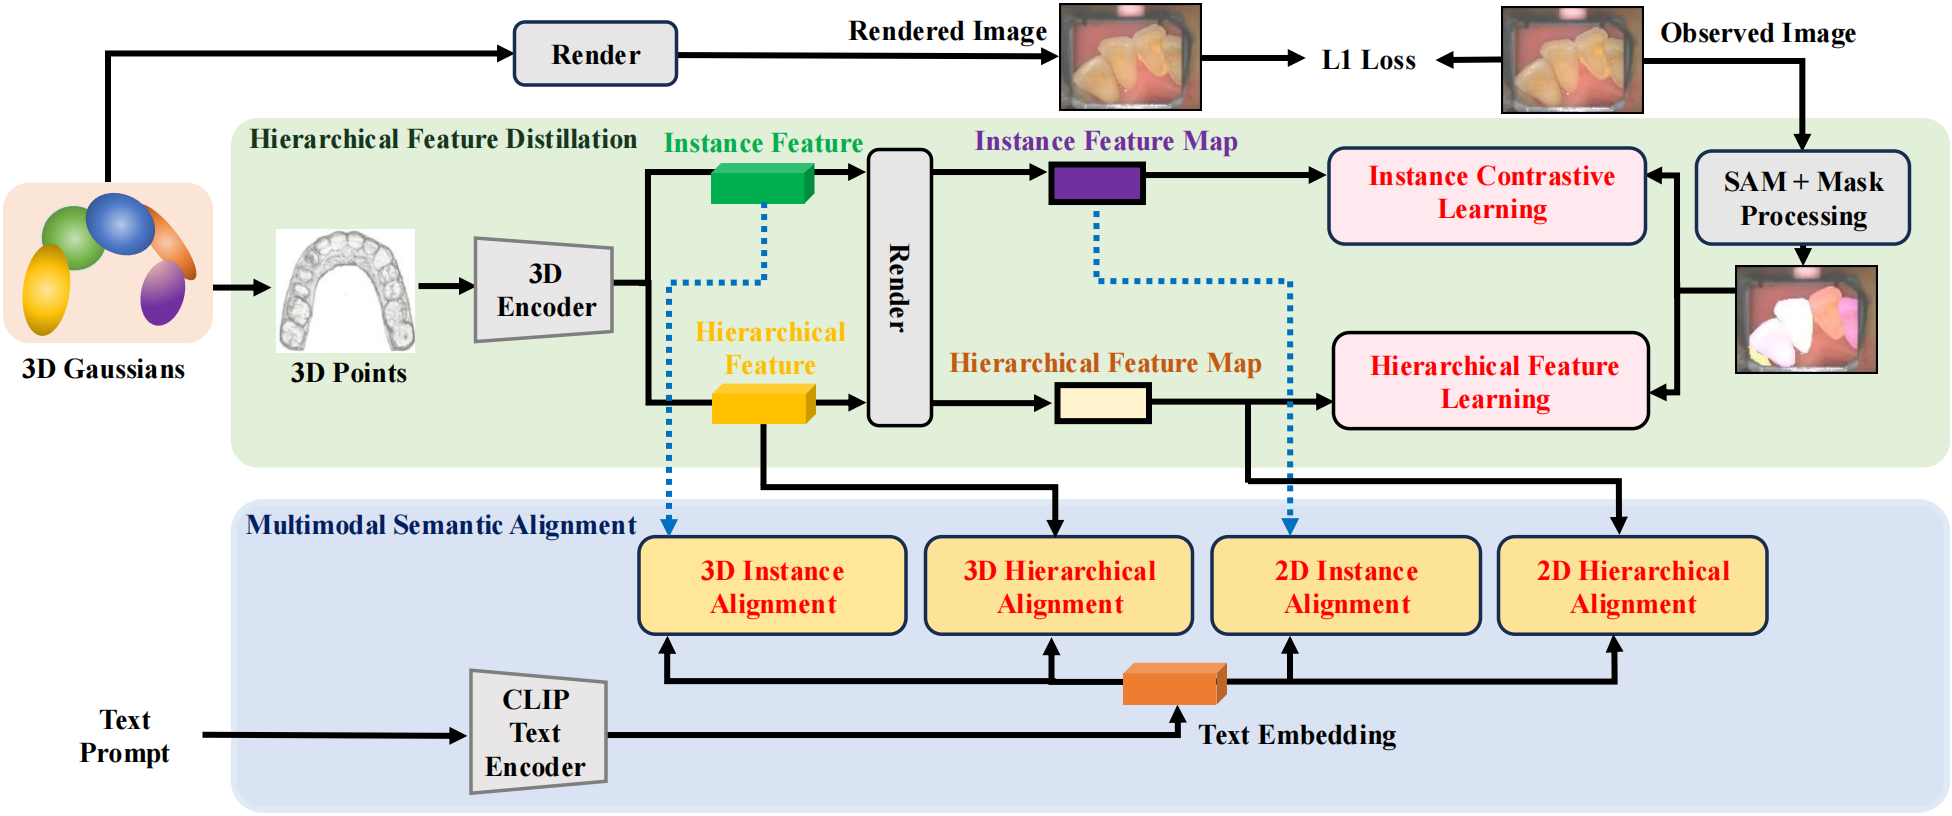 Render
Rendered Image
L1 Loss
Observed Image
Hierarchical Feature Distillation
Instance Feature
Instance Feature Map
Instance Contrastive
Learning
SAM + Mask
Processing
3D Gaussians
3D Points
3D
Encoder
Render
Hierarchical
Feature
Hierarchical Feature Map
Hierarchical Feature
Learning
Multimodal Semantic Alignment
3D Instance
Alignment
3D Hierarchical
Alignment
2D Instance
Alignment
2D Hierarchical
Alignment
Text
Prompt
CLIP
Text
Encoder
Text Embedding